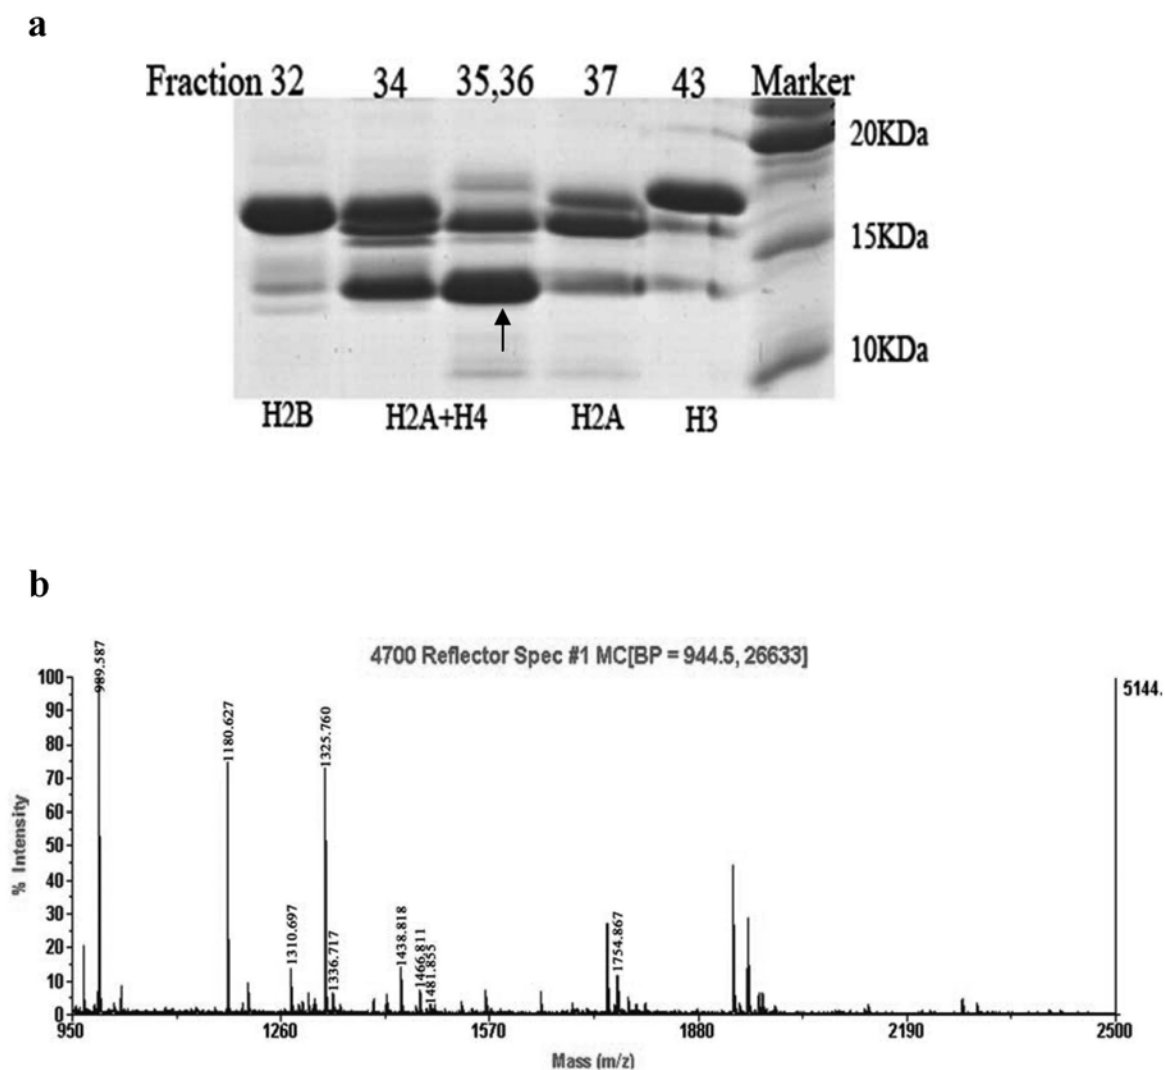 a
Fraction 32 34 35,36 37 43 Marker
20KDa
15KDa
10KDa
H2B H2A+H4 H2A H3
b
4700 Reflector Spec #1 MC[BP = 944.5, 26633]
100
90
80
70
60
50
40
30
20
10
0
% Intensity
989.587
1180.627
1310.697
1325.760
1336.717
1438.818
1466.811
1481.855
1754.867
5144.
950 1260 1570 1880 2190 2500
Mass (m/z)